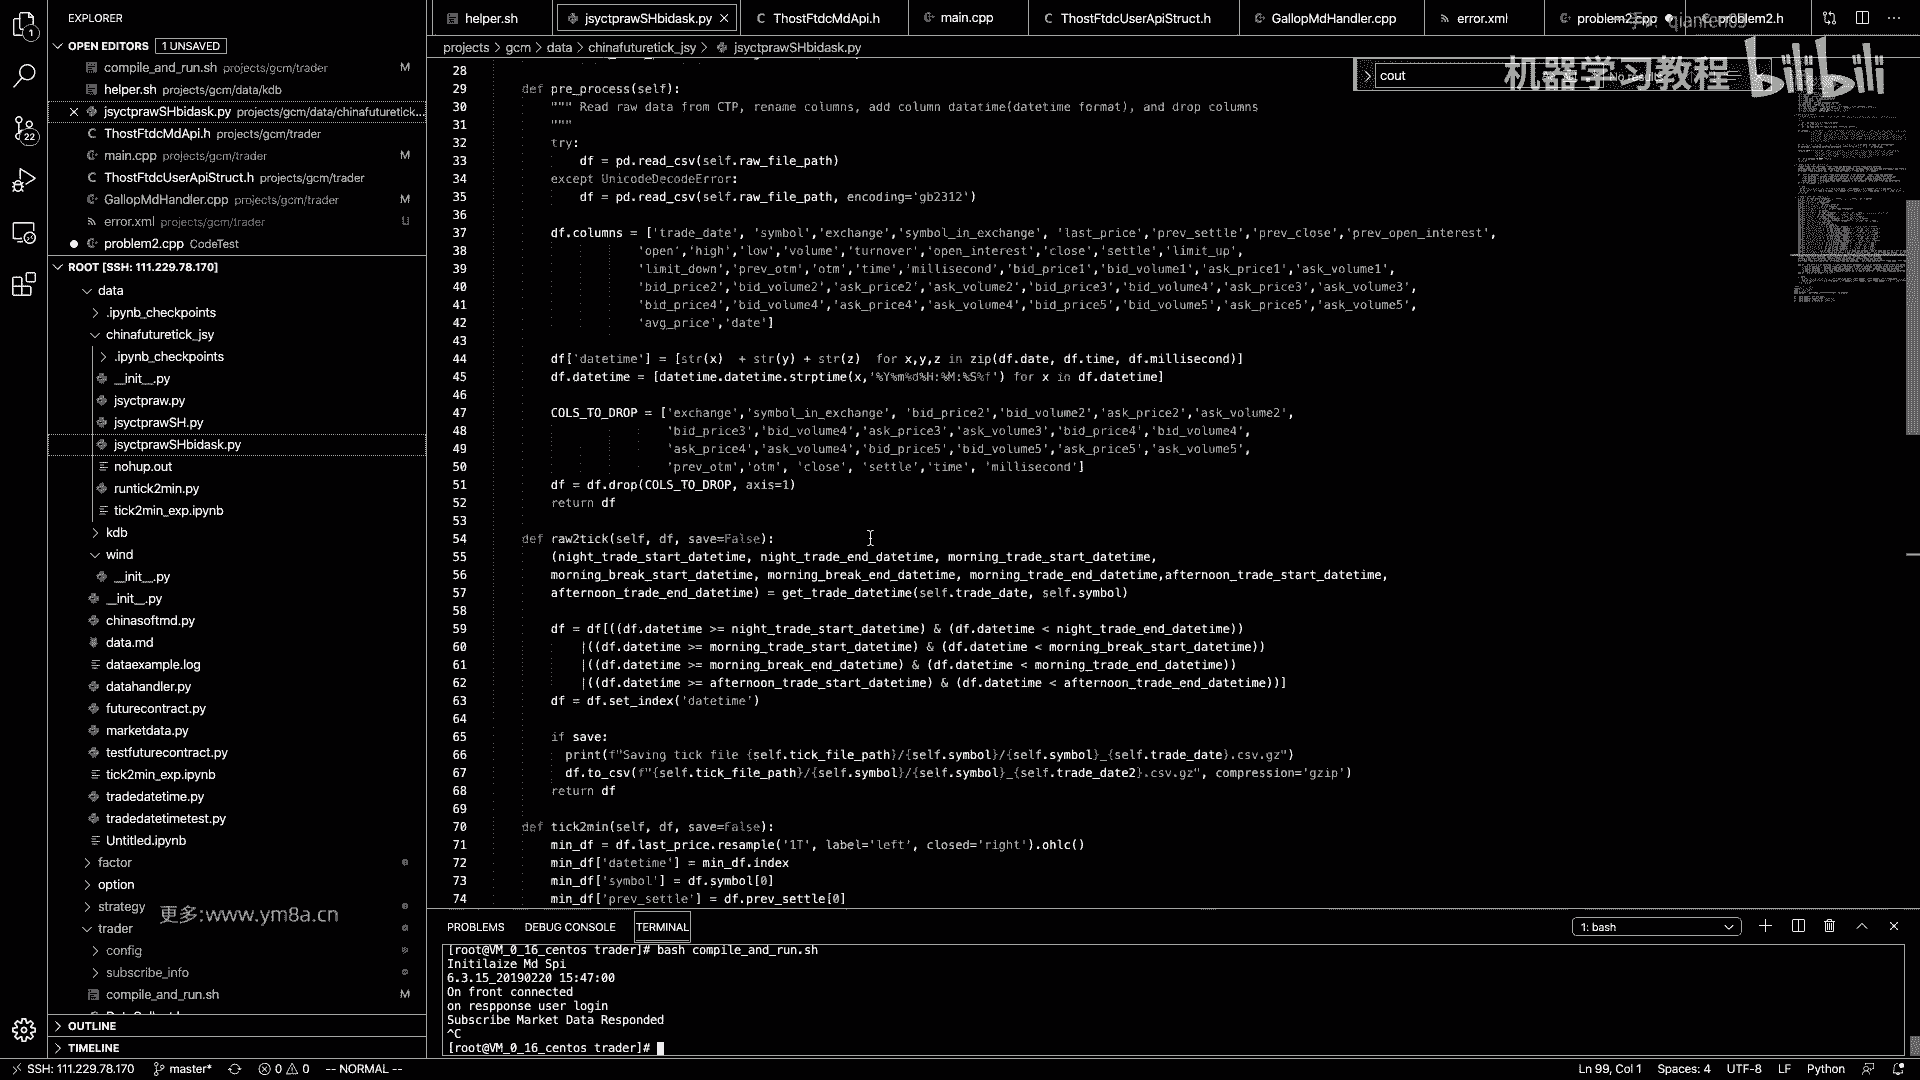 EXPLORER
helper.sh
jsyctprawSHbidask.py
ThostFtdcMdApi.h
main.cpp
ThostFtdcUserApiStruct.h
GallopMdHandler.cpp
error.xml
problem2.cpp
problem2.h
OPEN EDITORS 1 UNSAVED
compile_and_run.sh projects/gcm/trader M
helper.sh projects/gcm/data/kdb
jsyctprawSHbidask.py projects/gcm/data/chinafuturetick...
ThostFtdcMdApi.h projects/gcm/trader
main.cpp projects/gcm/trader M
ThostFtdcUserApiStruct.h projects/gcm/trader
GallopMdHandler.cpp projects/gcm/trader M
error.xml projects/gcm/trader U
problem2.cpp CodeTest
ROOT [SSH: 111.229.78.170]
data
.ipynb_checkpoints
chinafuturetick_jsy
.ipynb_checkpoints
__init__.py
jsyctpraw.py
jsyctprawSH.py
jsyctprawSHbidask.py
nohup.out
runtick2min.py
tick2min_exp.ipynb
kdb
wind
__init__.py
__init__.py
chinasoftmd.py
data.md
dataexample.log
datahandler.py
futurecontract.py
marketdata.py
testfuturecontract.py
tick2min_exp.ipynb
tradedatetime.py
tradedatetimetest.py
Untitled.ipynb
factor
option
strategy
更多:www.ym8a.cn
trader
config
subscribe_info
compile_and_run.sh M
OUTLINE
TIMELINE
projects > gcm > data > chinafuturetick_jsy > jsyctprawSHbidask.py
cout
No results
机器学习教程
bilibili
28
29 def pre_process(self):
30 """ Read raw data from CTP, rename columns, add column datatime(datetime format), and drop columns
31 """
32 try:
33 df = pd.read_csv(self.raw_file_path)
34 except UnicodeDecodeError:
35 df = pd.read_csv(self.raw_file_path, encoding='gb2312')
36
37 df.columns = ['trade_date', 'symbol','exchange','symbol_in_exchange', 'last_price','prev_settle','prev_close','prev_open_interest',
38 'open','high','low','volume','turnover','open_interest','close','settle','limit_up',
39 'limit_down','prev_otm','otm','time','millisecond','bid_price1','bid_volume1','ask_price1','ask_volume1',
40 'bid_price2','bid_volume2','ask_price2','ask_volume2','bid_price3','bid_volume4','ask_price3','ask_volume3',
41 'bid_price4','bid_volume4','ask_price4','ask_volume4','bid_price5','bid_volume5','ask_price5','ask_volume5',
42 'avg_price','date']
43
44 df['datetime'] = [str(x)  + str(y) + str(z)  for x,y,z in zip(df.date, df.time, df.millisecond)]
45 df.datetime = [datetime.datetime.strptime(x,'%Y%m%d%H:%M:%S%f') for x in df.datetime]
46
47 COLS_TO_DROP = ['exchange','symbol_in_exchange', 'bid_price2','bid_volume2','ask_price2','ask_volume2',
48 'bid_price3','bid_volume4','ask_price3','ask_volume3','bid_price4','bid_volume4',
49 'ask_price4','ask_volume4','bid_price5','bid_volume5','ask_price5','ask_volume5',
50 'prev_otm','otm', 'close', 'settle','time', 'millisecond']
51 df = df.drop(COLS_TO_DROP, axis=1)
52 return df
53
54 def raw2tick(self, df, save=False):
55 (night_trade_start_datetime, night_trade_end_datetime, morning_trade_start_datetime,
56 morning_break_start_datetime, morning_break_end_datetime, morning_trade_end_datetime,afternoon_trade_start_datetime,
57 afternoon_trade_end_datetime) = get_trade_datetime(self.trade_date, self.symbol)
58
59 df = df[((df.datetime >= night_trade_start_datetime) & (df.datetime < night_trade_end_datetime))
60 |((df.datetime >= morning_trade_start_datetime) & (df.datetime < morning_break_start_datetime))
61 |((df.datetime >= morning_break_end_datetime) & (df.datetime < morning_trade_end_datetime))
62 |((df.datetime >= afternoon_trade_start_datetime) & (df.datetime < afternoon_trade_end_datetime))]
63 df = df.set_index('datetime')
64
65 if save:
66 print(f"Saving tick file {self.tick_file_path}/{self.symbol}/{self.symbol}_{self.trade_date}.csv.gz")
67 df.to_csv(f"{self.tick_file_path}/{self.symbol}/{self.symbol}_{self.trade_date2}.csv.gz", compression='gzip')
68 return df
69
70 def tick2min(self, df, save=False):
71 min_df = df.last_price.resample('1T', label='left', closed='right').ohlc()
72 min_df['datetime'] = min_df.index
73 min_df['symbol'] = df.symbol[0]
74 min_df['prev_settle'] = df.prev_settle[0]
PROBLEMS DEBUG CONSOLE TERMINAL
1: bash
[root@VM_0_16_centos trader]# bash compile_and_run.sh
Initilaize Md Spi
6.3.15_20190220 15:47:00
On front connected
on respponse user login
Subscribe Market Data Responded
^C
[root@VM_0_16_centos trader]#
SSH: 111.229.78.170 master* 0 0 -- NORMAL --
Ln 99, Col 1 Spaces: 4 UTF-8 LF Python